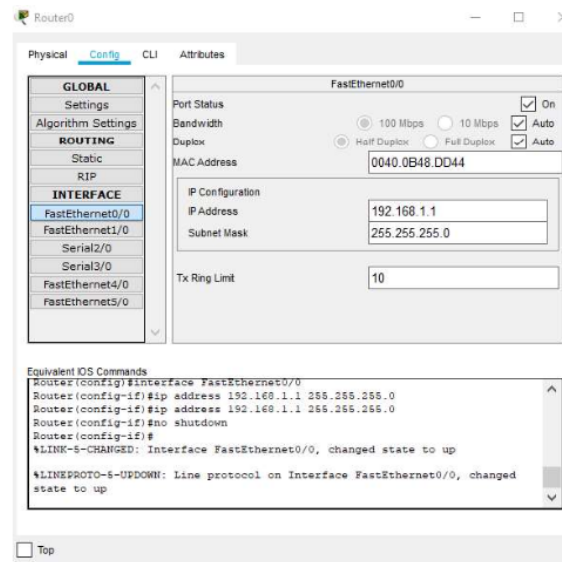 Router0
Physical Config CLI Attributes
GLOBAL
Settings
Algorithm Settings
ROUTING
Static
RIP
INTERFACE
FastEthernet0/0
FastEthernet1/0
Serial2/0
Serial3/0
FastEthernet4/0
FastEthernet5/0
FastEthernet0/0
Port Status On
Bandwidth 100 Mbps 10 Mbps Auto
Duplex Half Duplex Full Duplex Auto
MAC Address 0040.0B48.DD44
IP Configuration
IP Address 192.168.1.1
Subnet Mask 255.255.255.0
Tx Ring Limit 10
Equivalent IOS Commands
Router(config)#interface FastEthernet0/0
Router(config-if)#ip address 192.168.1.1 255.255.255.0
Router(config-if)#ip address 192.168.1.1 255.255.255.0
Router(config-if)#no shutdown
Router(config-if)#
%LINK-5-CHANGED: Interface FastEthernet0/0, changed state to up
%LINEPROTO-5-UPDOWN: Line protocol on Interface FastEthernet0/0, changed
state to up
Top